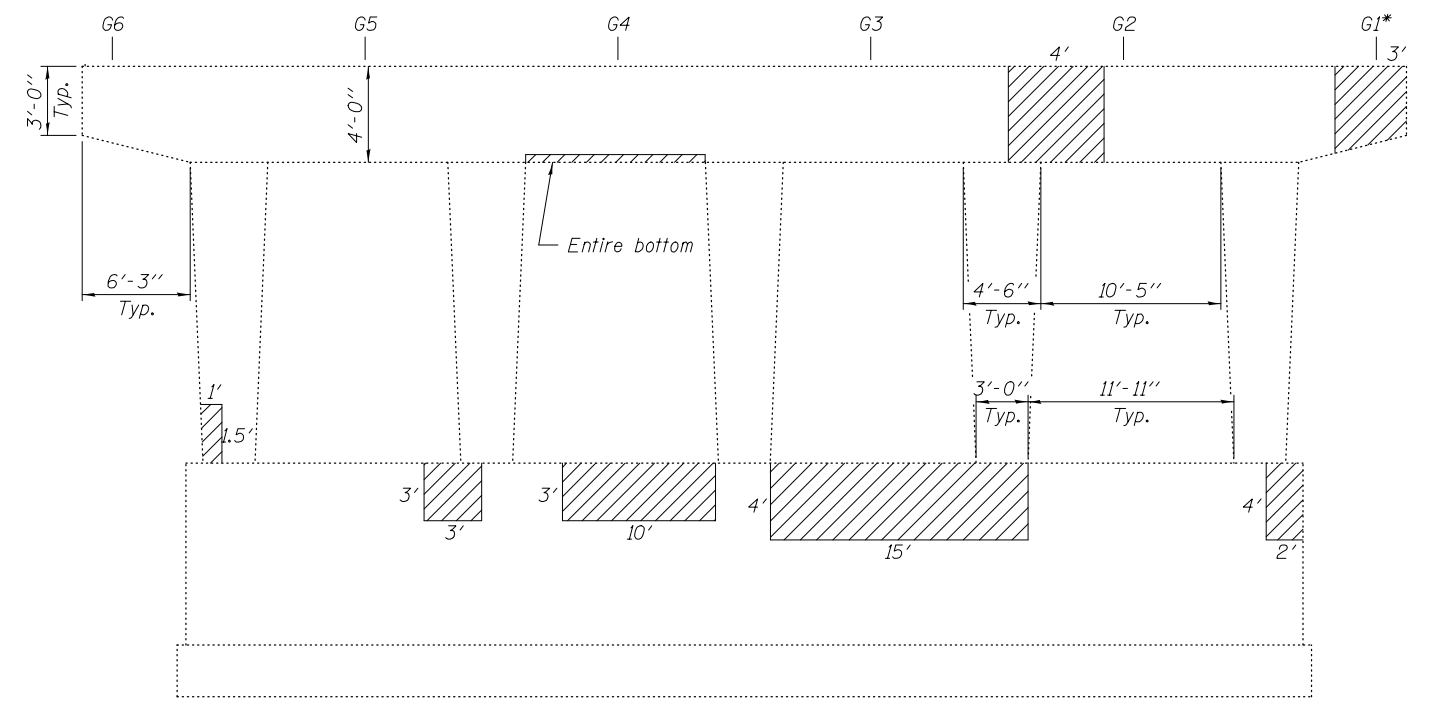 G6 G5 G4 G3 G2 G1*
4' 3'
3'-0''
Typ.
4'-0''
Entire bottom
6'-3''
Typ.
4'-6'' 10'-5''
Typ. Typ.
1' 3'-0'' 11'-11''
1.5' Typ. Typ.
3' 3' 4' 4'
3' 10' 15' 2'